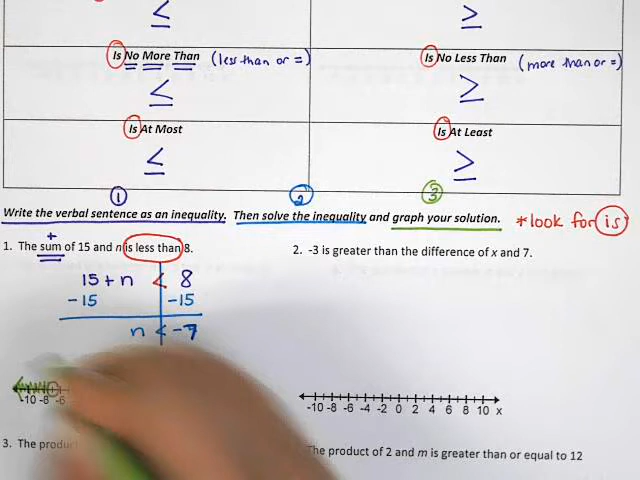 ≤ ≥
Is No More Than (less than or =) Is No Less Than (more than or =)
≤ ≥
Is At Most Is At Least
≤ ≥
1 2 3
Write the verbal sentence as an inequality. Then solve the inequality and graph your solution. *look for is
+
1. The sum of 15 and n is less than 8. 2. -3 is greater than the difference of x and 7.
15 + n < 8
-15 -15
n < -7
-10 -8 -6 -10 -8 -6 -4 -2 0 2 4 6 8 10 x
3. The product The product of 2 and m is greater than or equal to 12